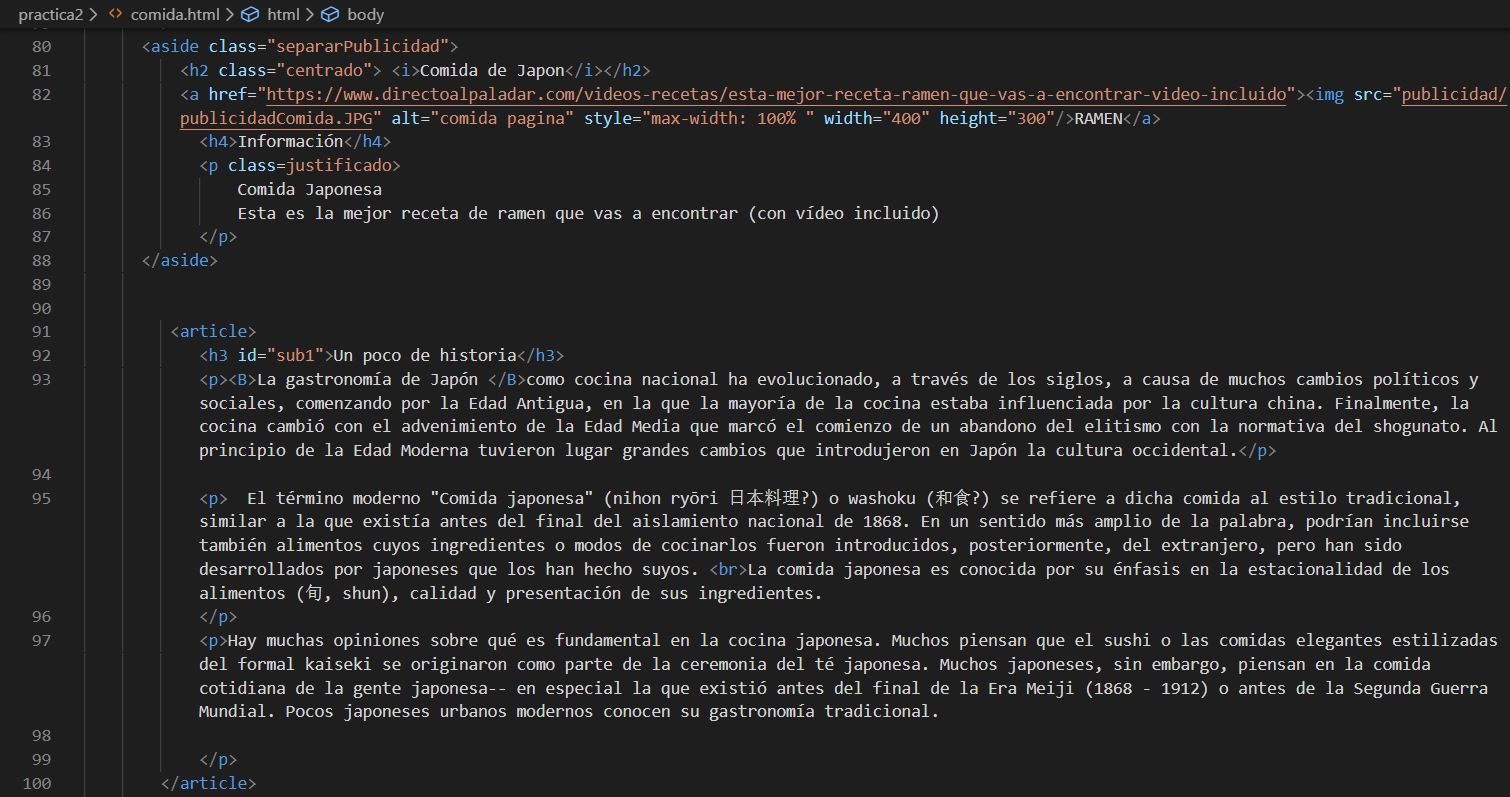 practica2 > <> comida.html > html > body
80 <aside class="separarPublicidad">
81 <h2 class="centrado"> <i>Comida de Japon</i></h2>
82 <a href="https://www.directoalpaladar.com/videos-recetas/esta-mejor-receta-ramen-que-vas-a-encontrar-video-incluido"><img src="publicidad/
publicidadComida.JPG" alt="comida pagina" style="max-width: 100% " width="400" height="300"/>RAMEN</a>
83 <h4>Información</h4>
84 <p class=justificado>
85 Comida Japonesa
86 Esta es la mejor receta de ramen que vas a encontrar (con vídeo incluido)
87 </p>
88 </aside>
89
90
91 <article>
92 <h3 id="sub1">Un poco de historia</h3>
93 <p><B>La gastronomía de Japón </B>como cocina nacional ha evolucionado, a través de los siglos, a causa de muchos cambios políticos y
sociales, comenzando por la Edad Antigua, en la que la mayoría de la cocina estaba influenciada por la cultura china. Finalmente, la
cocina cambió con el advenimiento de la Edad Media que marcó el comienzo de un abandono del elitismo con la normativa del shogunato. Al
principio de la Edad Moderna tuvieron lugar grandes cambios que introdujeron en Japón la cultura occidental.</p>
94
95 <p>  El término moderno "Comida japonesa" (nihon ryōri 日本料理?) o washoku (和食?) se refiere a dicha comida al estilo tradicional,
similar a la que existía antes del final del aislamiento nacional de 1868. En un sentido más amplio de la palabra, podrían incluirse
también alimentos cuyos ingredientes o modos de cocinarlos fueron introducidos, posteriormente, del extranjero, pero han sido
desarrollados por japoneses que los han hecho suyos. <br>La comida japonesa es conocida por su énfasis en la estacionalidad de los
alimentos (旬, shun), calidad y presentación de sus ingredientes.
96 </p>
97 <p>Hay muchas opiniones sobre qué es fundamental en la cocina japonesa. Muchos piensan que el sushi o las comidas elegantes estilizadas
del formal kaiseki se originaron como parte de la ceremonia del té japonesa. Muchos japoneses, sin embargo, piensan en la comida
cotidiana de la gente japonesa-- en especial la que existió antes del final de la Era Meiji (1868 - 1912) o antes de la Segunda Guerra
Mundial. Pocos japoneses urbanos modernos conocen su gastronomía tradicional.
98
99 </p>
100 </article>